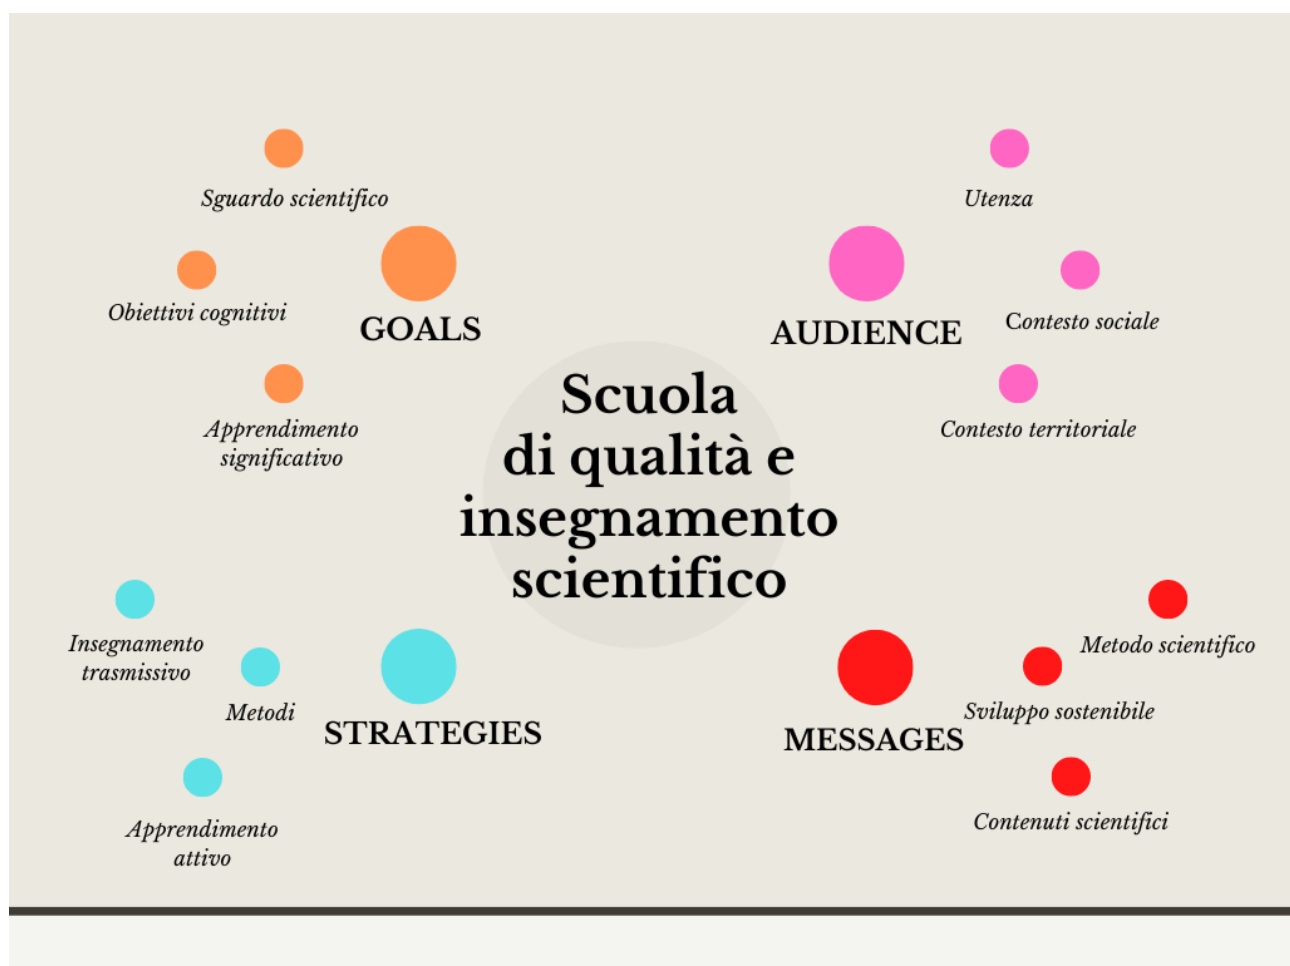 Sguardo scientifico
Obiettivi cognitivi
GOALS
Apprendimento
significativo
Utenza
AUDIENCE
Contesto sociale
Contesto territoriale
Scuola
di qualità e
insegnamento
scientifico
Insegnamento
trasmissivo
Metodi
STRATEGIES
Apprendimento
attivo
Metodo scientifico
Sviluppo sostenibile
MESSAGES
Contenuti scientifici